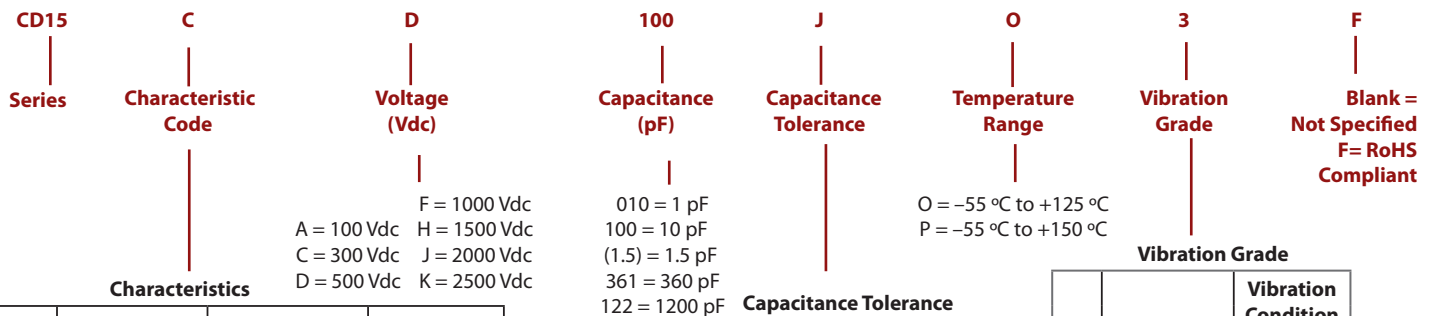 CD15 C D 100 J O 3 F
Series Characteristic Voltage Capacitance Capacitance Temperature Vibration Blank =
Code (Vdc) (pF) Tolerance Range Grade Not Specified
F= RoHS
Compliant
F = 1000 Vdc 010 = 1 pF O = –55 ºC to +125 ºC
A = 100 Vdc H = 1500 Vdc 100 = 10 pF P = –55 ºC to +150 ºC
C = 300 Vdc J = 2000 Vdc (1.5) = 1.5 pF Vibration Grade
D = 500 Vdc K = 2500 Vdc 361 = 360 pF
Characteristics 122 = 1200 pF Capacitance Tolerance Vibration
Condition